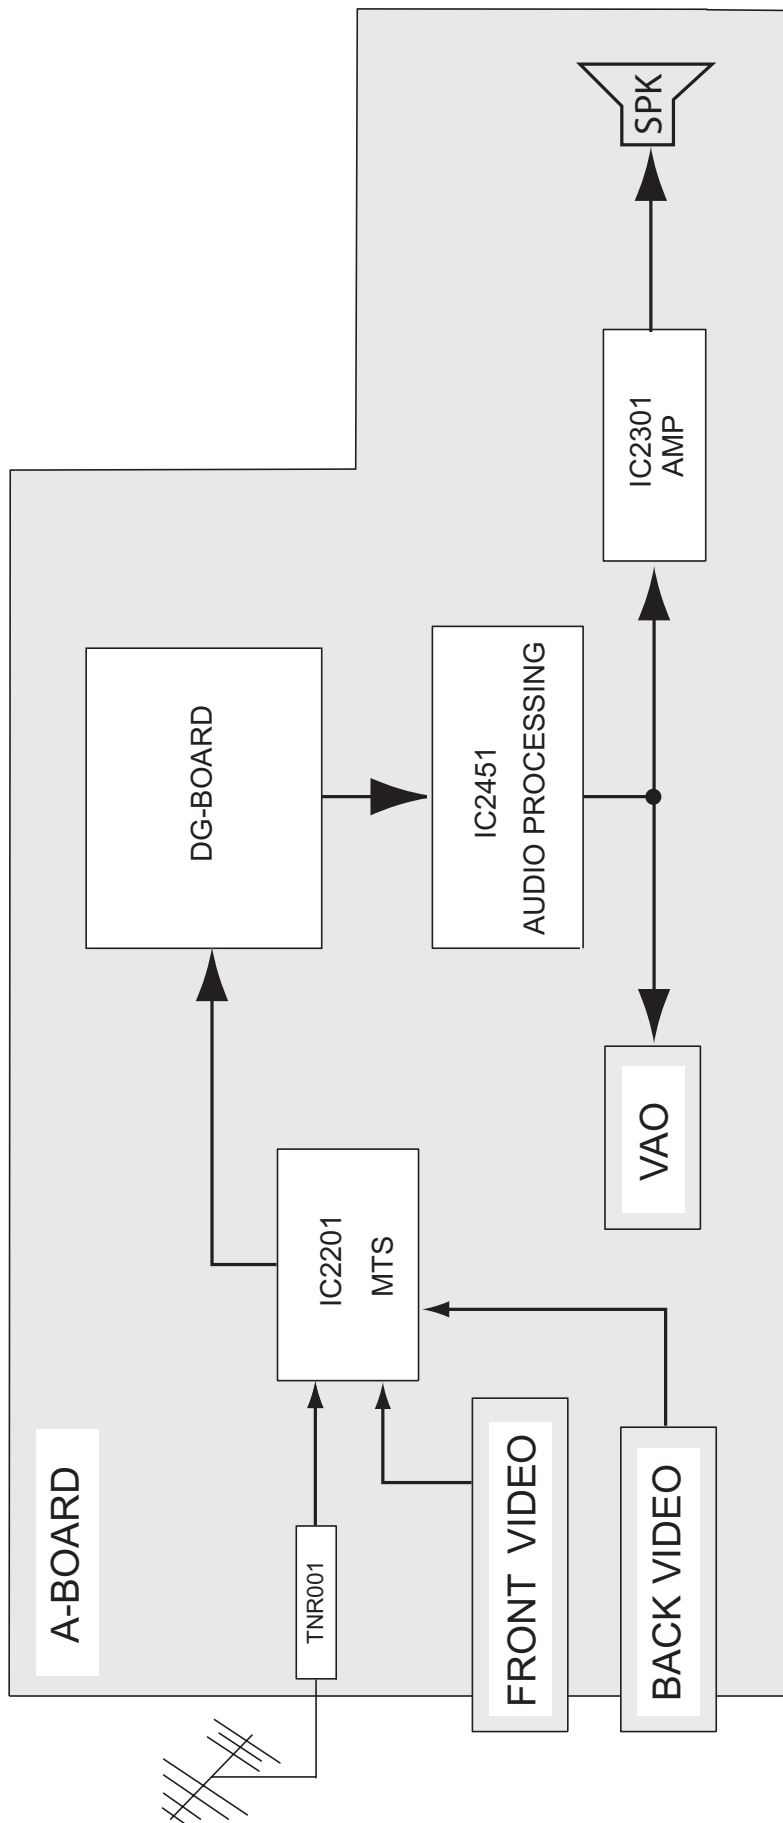 A-BOARD
TNR001
FRONT VIDEO
BACK VIDEO
IC2201
MTS
DG-BOARD
IC2451
AUDIO PROCESSING
VAO
IC2301
AMP
SPK